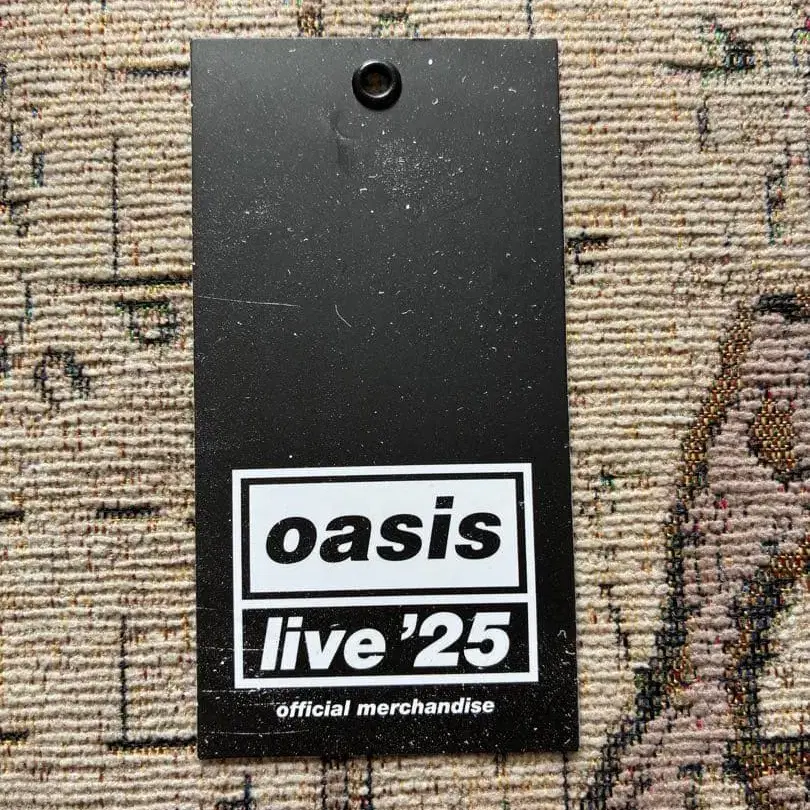 oasis
live ’25
official merchandise